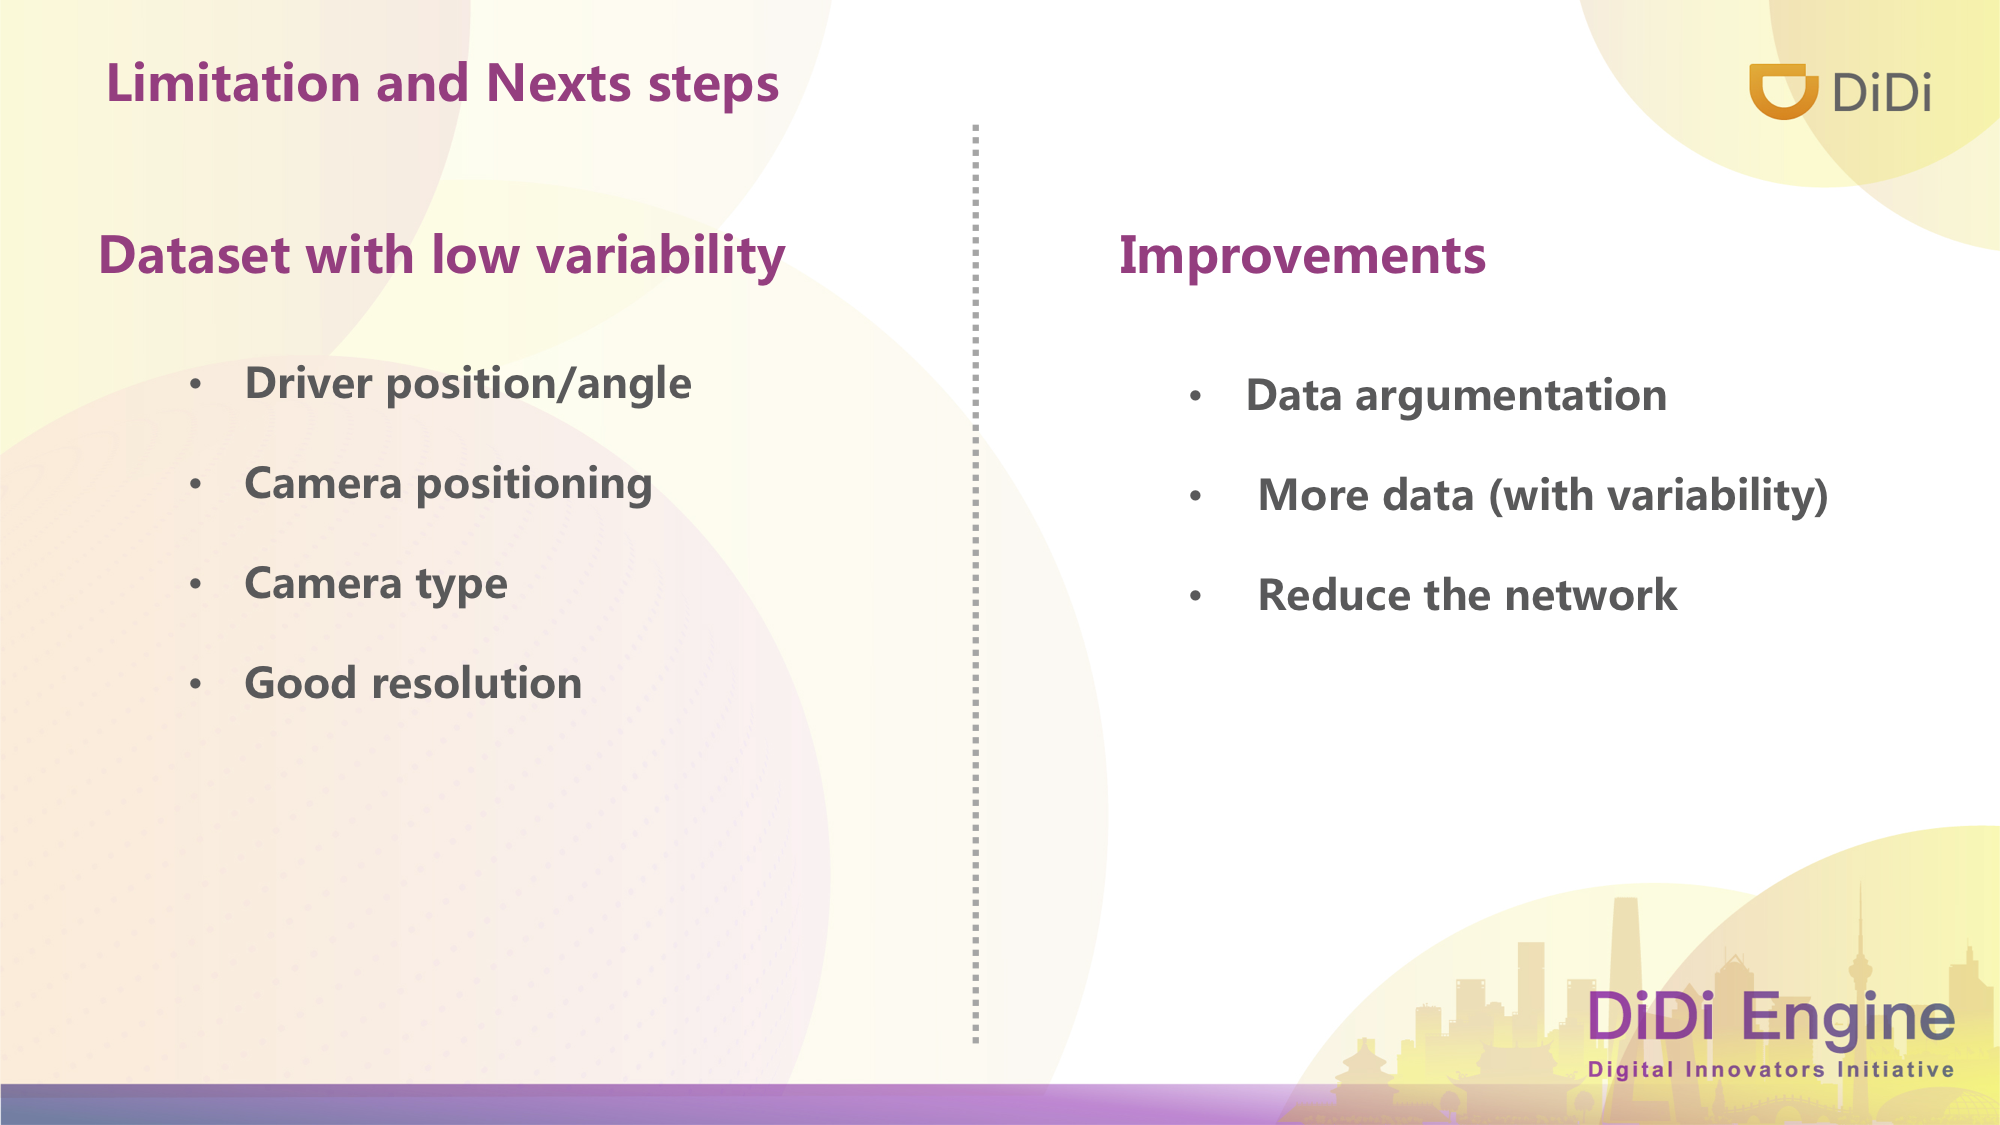 Limitation and Nexts steps
DiDi
Dataset with low variability
• Driver position/angle
• Camera positioning
• Camera type
• Good resolution
Improvements
• Data argumentation
• More data (with variability)
• Reduce the network
DiDi Engine
Digital Innovators Initiative